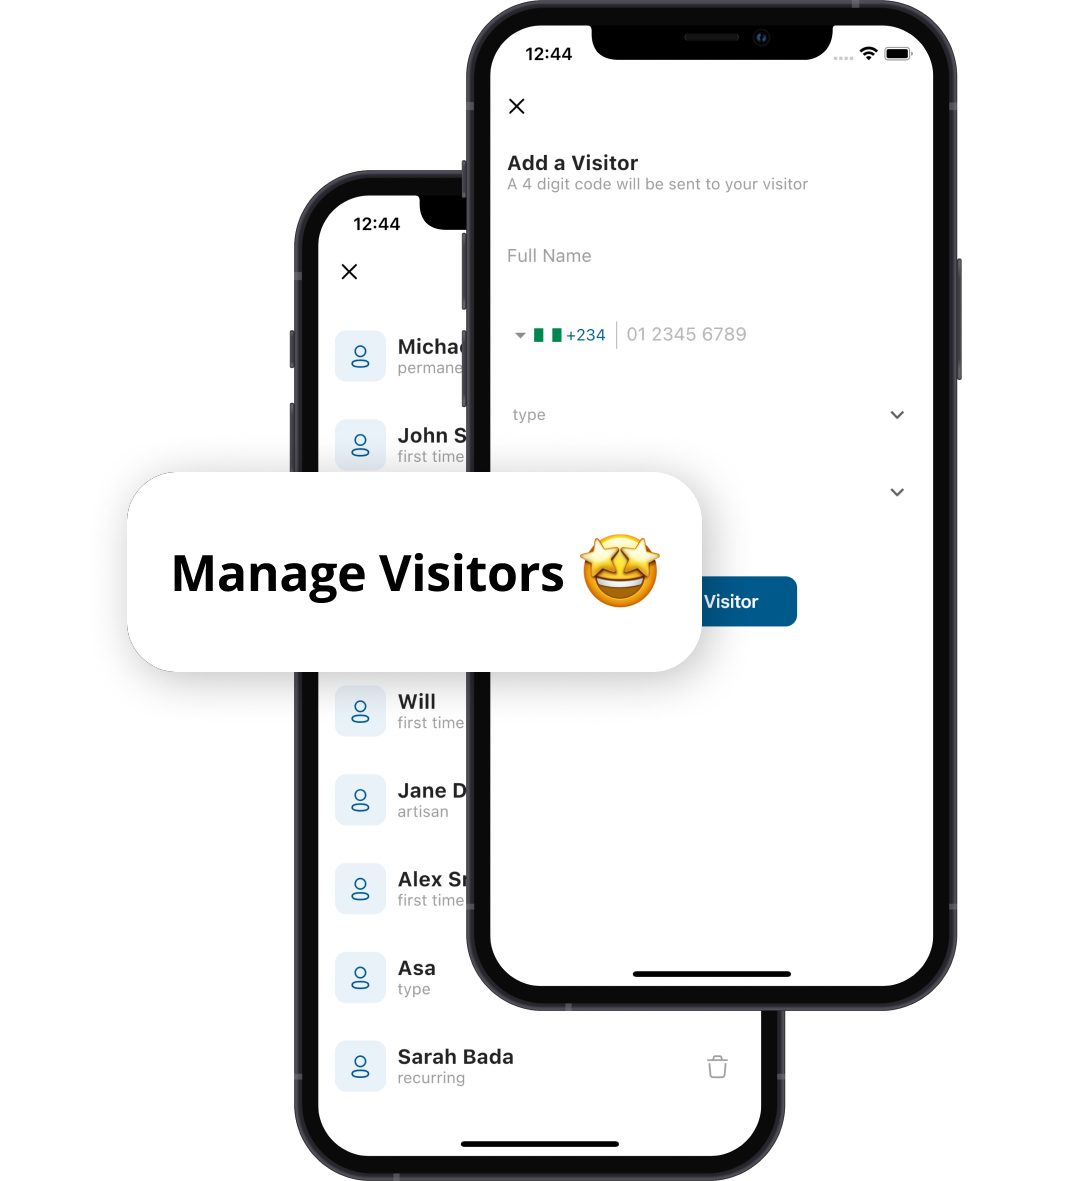 12:44
Add a Visitor
A 4 digit code will be sent to your visitor
Full Name
+234 01 2345 6789
type
Visitor
12:44
permane
John S
first time
Manage Visitors 🤩
Will
first time
Jane D
artisan
Alex
first time
Asa
type
Sarah Bada
recurring